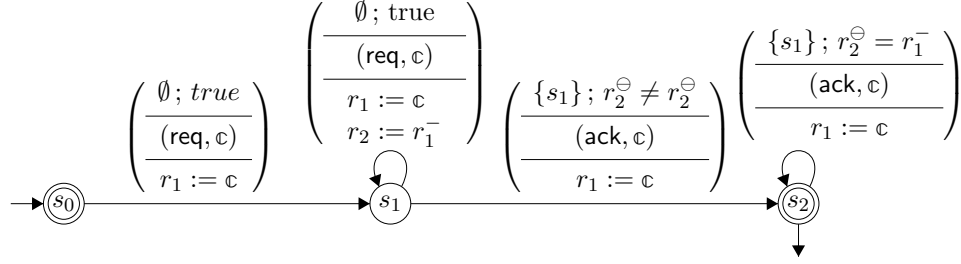 ∅ ; true
(req, 𝕔)
r₁ := 𝕔
∅ ; true
(req, 𝕔)
r₁ := 𝕔
r₂ := r₁⁻
{s₁} ; r₂^⊖ ≠ r₂^⊖
(ack, 𝕔)
r₁ := 𝕔
{s₁} ; r₂^⊖ = r₁⁻
(ack, 𝕔)
r₁ := 𝕔
s₀
s₁
s₂